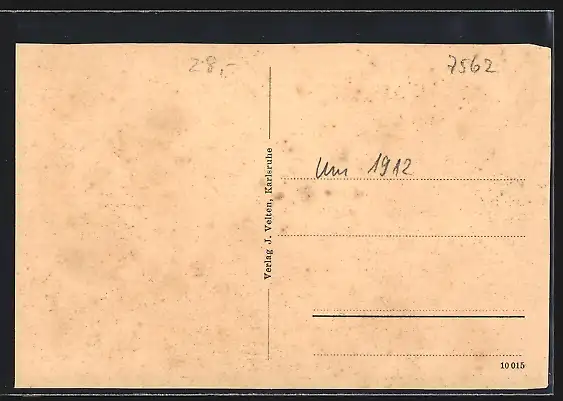 28,-
7562
Verlag J. Velten, Karlsruhe
Um 1912
10015